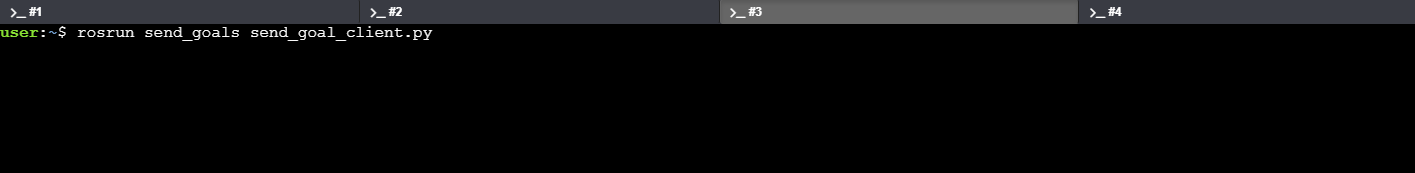 >_ #1 >_ #2 >_ #3 >_ #4
user:~$ rosrun send_goals send_goal_client.py